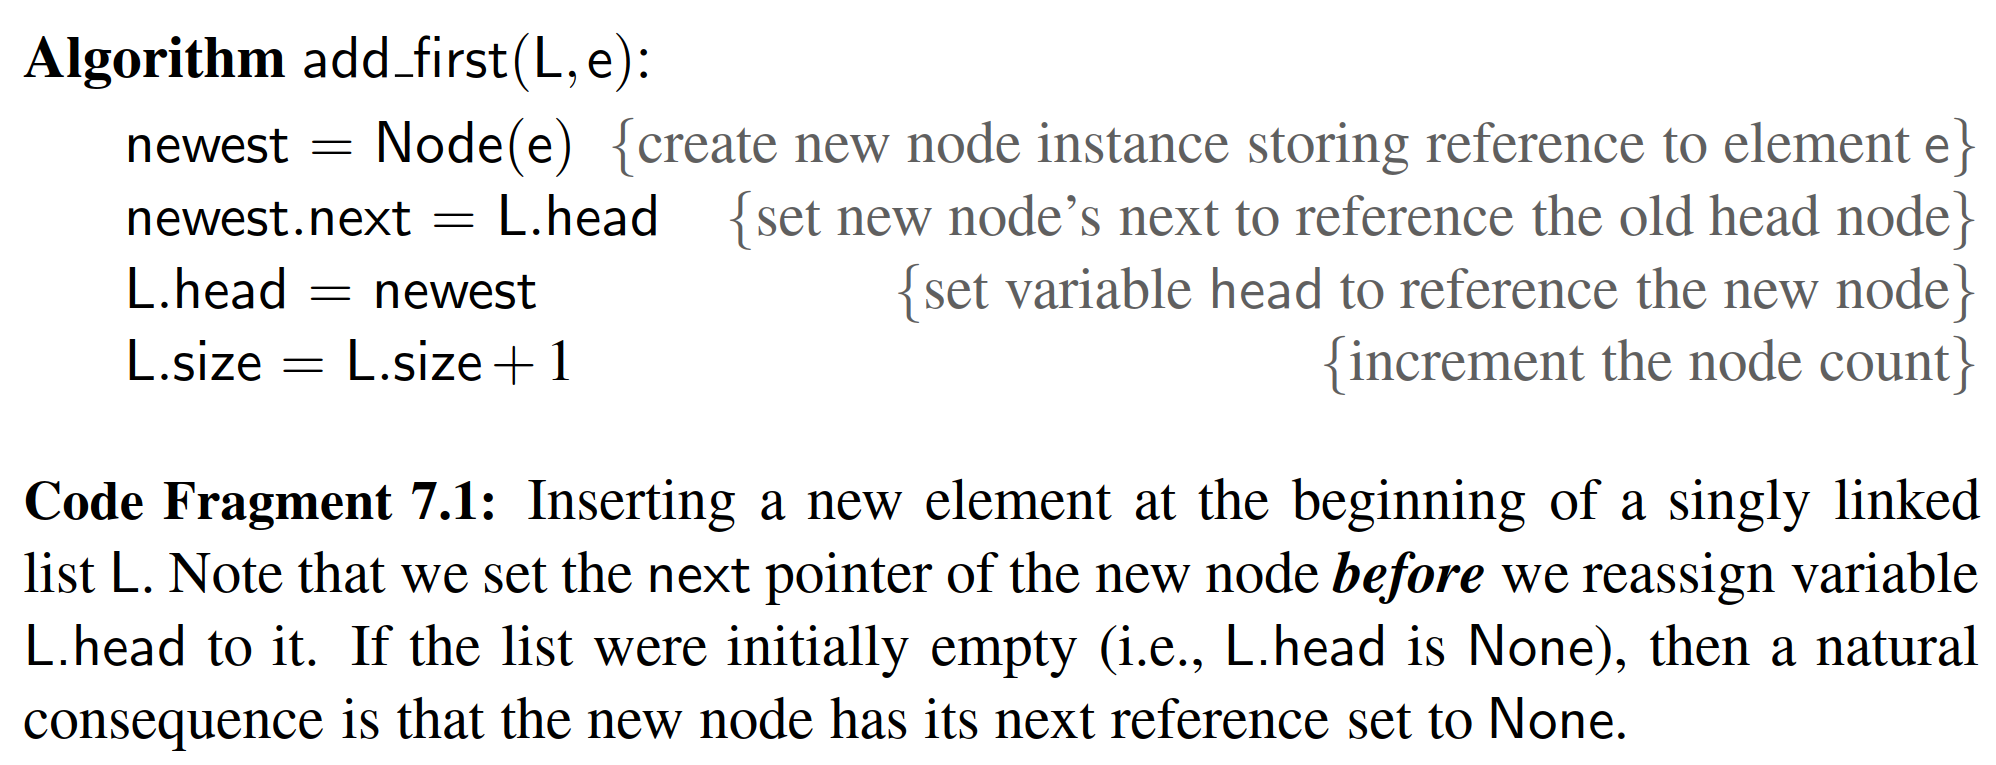 Algorithm add_first(L, e):
newest = Node(e) {create new node instance storing reference to element e}
newest.next = L.head {set new node’s next to reference the old head node}
L.head = newest {set variable head to reference the new node}
L.size = L.size + 1 {increment the node count}
Code Fragment 7.1: Inserting a new element at the beginning of a singly linked
list L. Note that we set the next pointer of the new node before we reassign variable
L.head to it. If the list were initially empty (i.e., L.head is None), then a natural
consequence is that the new node has its next reference set to None.